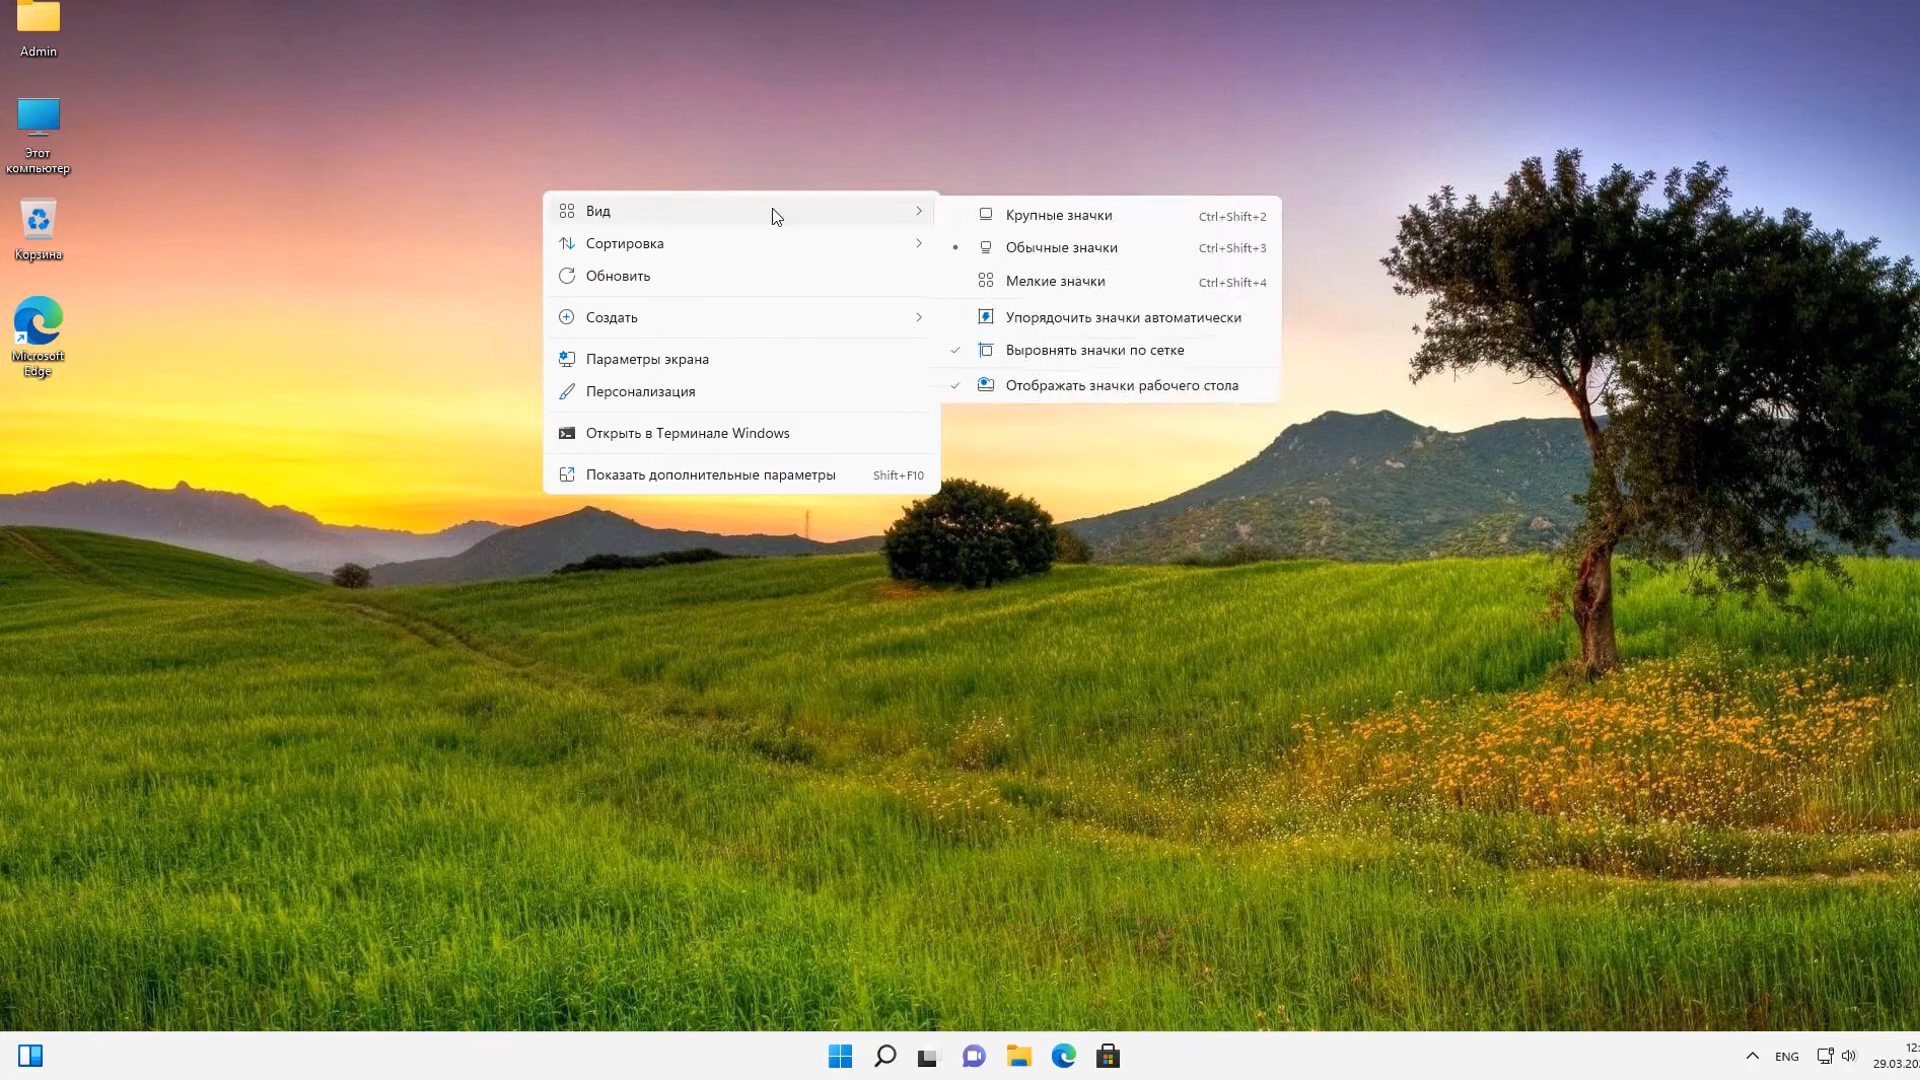 Admin
Этот
компьютер
Корзина
Microsoft
Edge
Вид
Сортировка
Обновить
Создать
Параметры экрана
Персонализация
Открыть в Терминале Windows
Показать дополнительные параметры Shift+F10
Крупные значки Ctrl+Shift+2
Обычные значки Ctrl+Shift+3
Мелкие значки Ctrl+Shift+4
Упорядочить значки автоматически
Выровнять значки по сетке
Отображать значки рабочего стола
ENG
12:
29.03.20